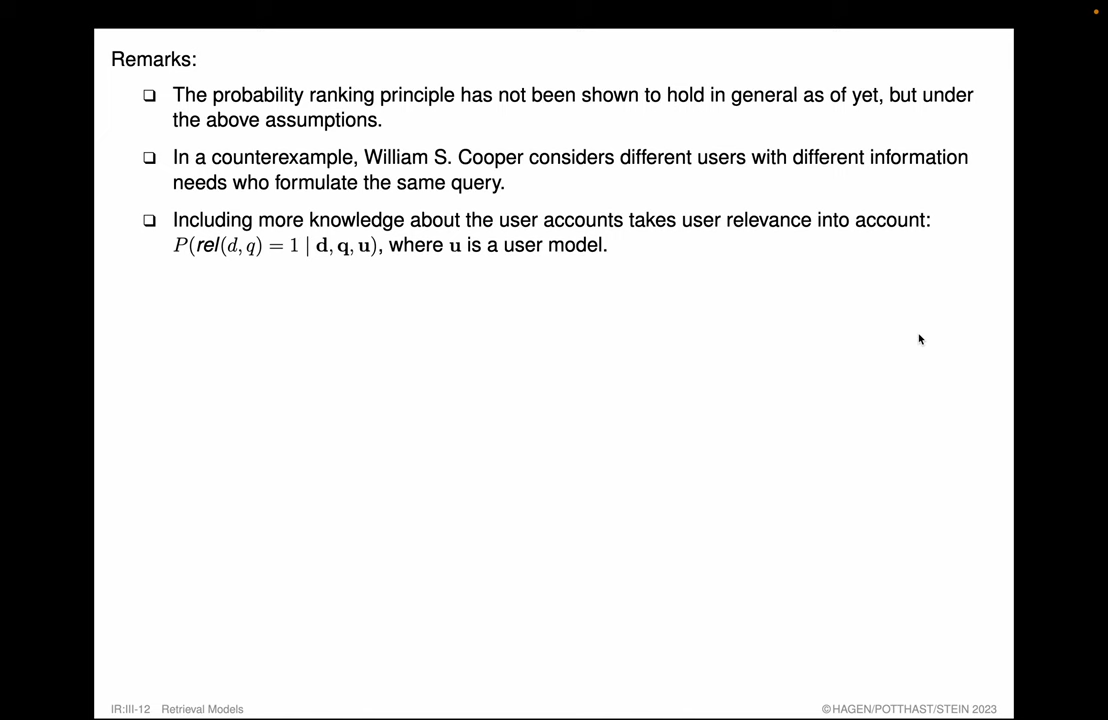 Remarks:
❑ The probability ranking principle has not been shown to hold in general as of yet, but under
the above assumptions.
❑ In a counterexample, William S. Cooper considers different users with different information
needs who formulate the same query.
❑ Including more knowledge about the user accounts takes user relevance into account:
P(rel(d, q) = 1 | d, q, u), where u is a user model.
IR:III-12 Retrieval Models
©HAGEN/POTTHAST/STEIN 2023